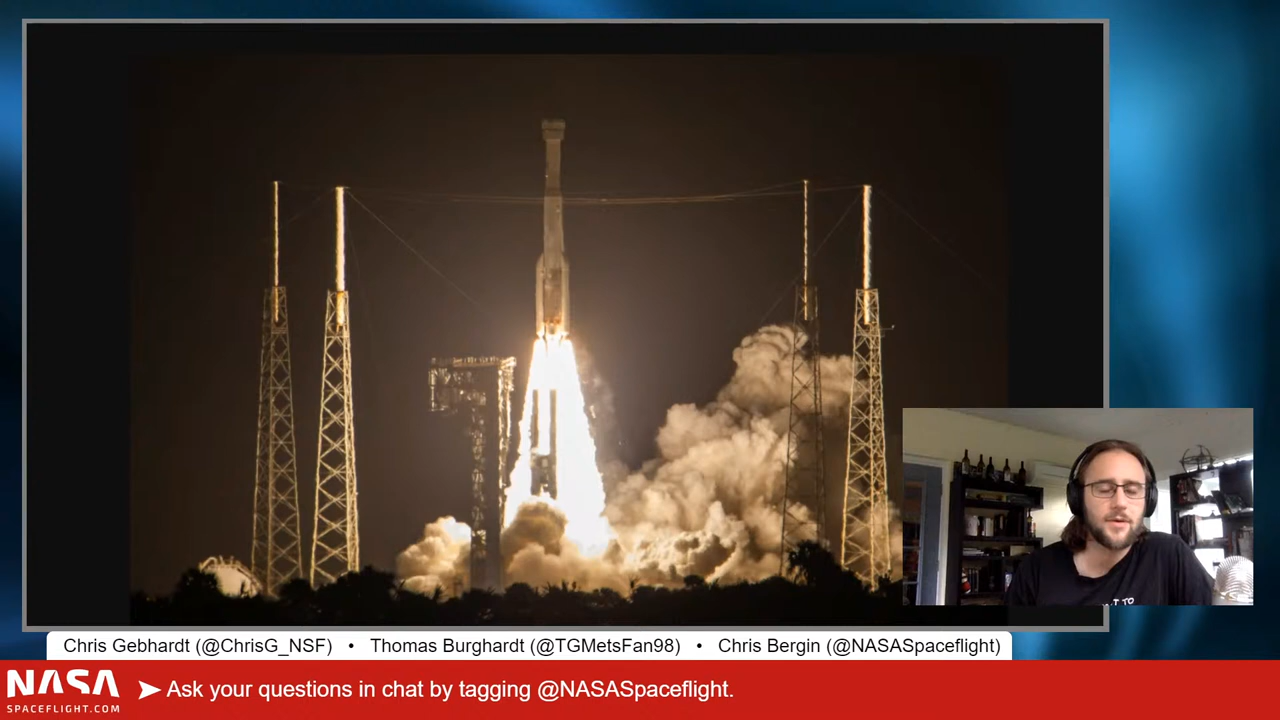 T TO
Chris Gebhardt (@ChrisG_NSF) • Thomas Burghardt (@TGMetsFan98) • Chris Bergin (@NASASpaceflight)
NASA
SPACEFLIGHT.COM
➤ Ask your questions in chat by tagging @NASASpaceflight.